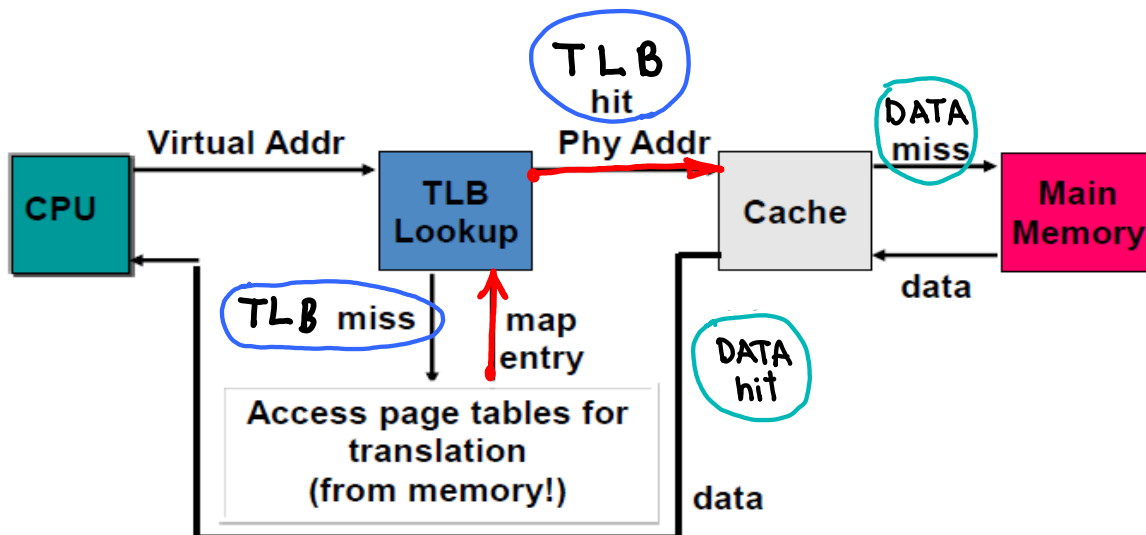 TLB
hit
Virtual Addr
Phy Addr
DATA
miss
CPU
TLB
Lookup
Cache
Main
Memory
data
TLB miss
map
entry
DATA
hit
Access page tables for
translation
(from memory!)
data